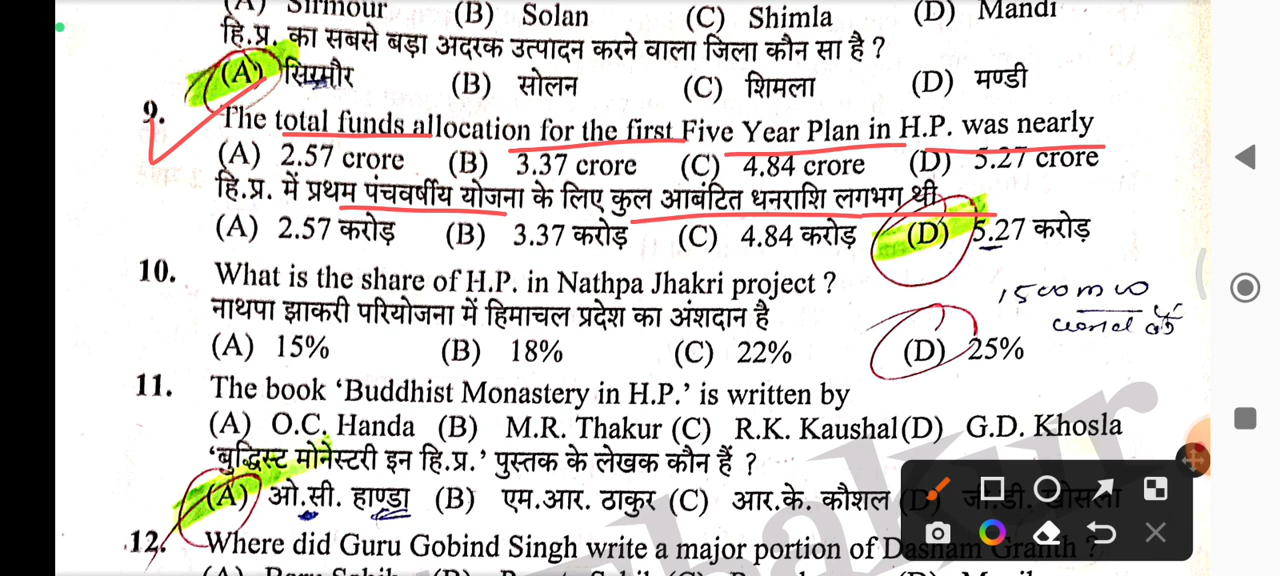 (A) Sirmour (B) Solan (C) Shimla (D) Mandi
हि.प्र. का सबसे बड़ा अदरक उत्पादन करने वाला जिला कौन सा है ?
(A) सिरमौर (B) सोलन (C) शिमला (D) मण्डी
9. The total funds allocation for the first Five Year Plan in H.P. was nearly
(A) 2.57 crore (B) 3.37 crore (C) 4.84 crore (D) 5.27 crore
हि.प्र. में प्रथम पंचवर्षीय योजना के लिए कुल आबंटित धनराशि लगभग थी
(A) 2.57 करोड़ (B) 3.37 करोड़ (C) 4.84 करोड़ (D) 5.27 करोड़
10. What is the share of H.P. in Nathpa Jhakri project ?
1500 mw
नाथपा झाकरी परियोजना में हिमाचल प्रदेश का अंशदान है
(A) 15% (B) 18% (C) 22% (D) 25%
11. The book ‘Buddhist Monastery in H.P.’ is written by
(A) O.C. Handa (B) M.R. Thakur (C) R.K. Kaushal (D) G.D. Khosla
‘बुद्धिस्ट मोनेस्टरी इन हि.प्र.’ पुस्तक के लेखक कौन हैं ?
(A) ओ.सी. हाण्डा (B) एम.आर. ठाकुर (C) आर.के. कौशल (D) जी.डी. खोसला
12. Where did Guru Gobind Singh write a major portion of Dasham Granth ?